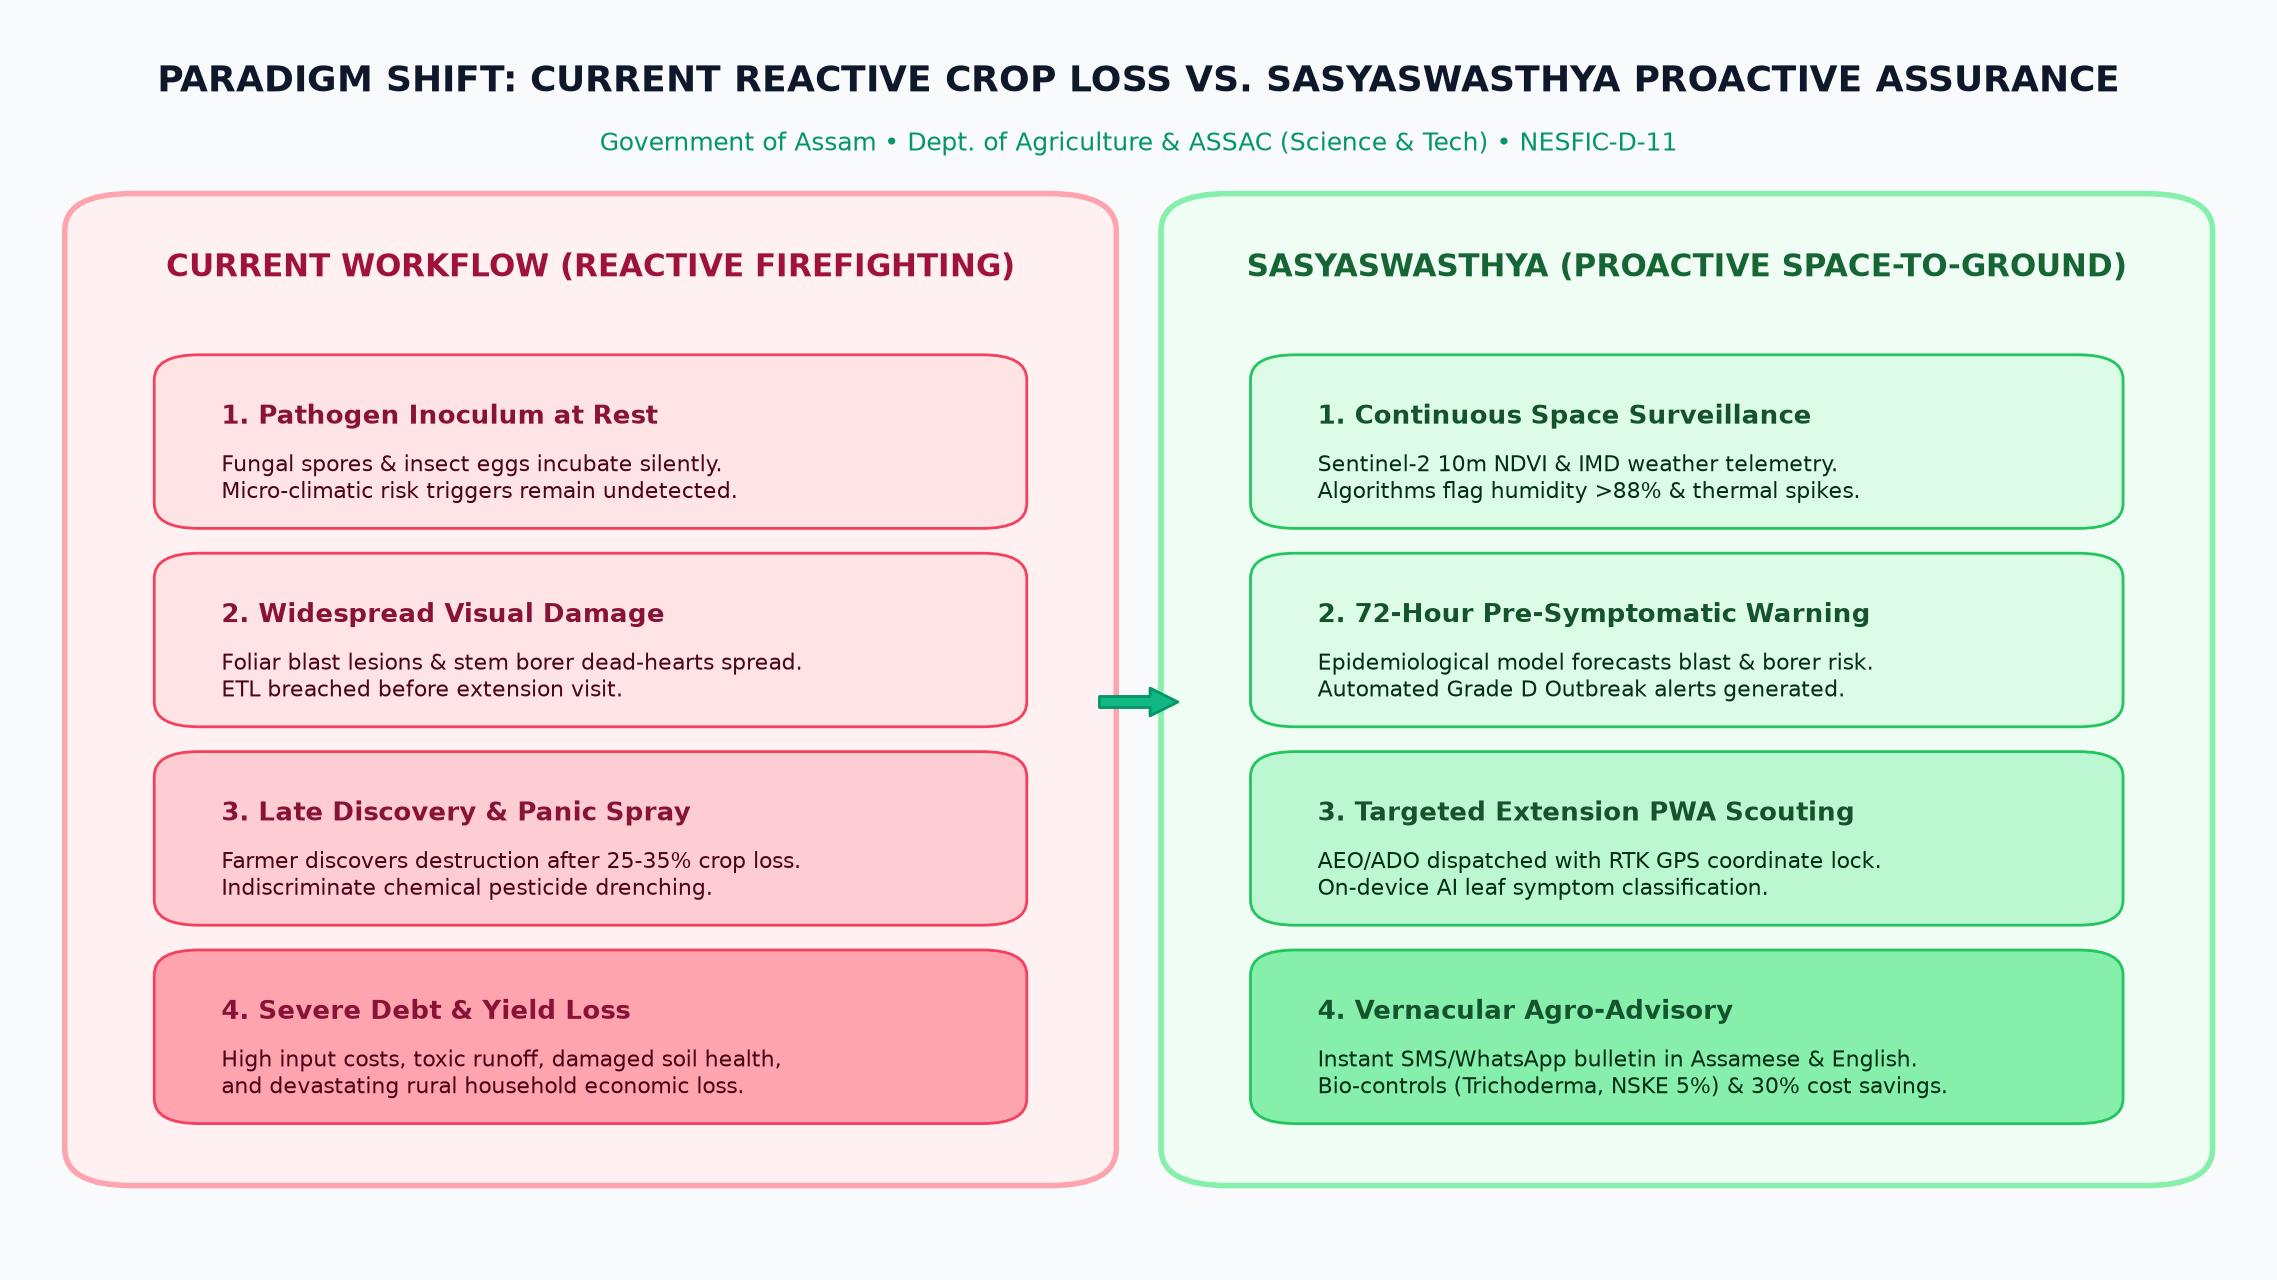 PARADIGM SHIFT: CURRENT REACTIVE CROP LOSS VS. SASYASWASTHYA PROACTIVE ASSURANCE
Government of Assam • Dept. of Agriculture & ASSAC (Science & Tech) • NESFIC-D-11
CURRENT WORKFLOW (REACTIVE FIREFIGHTING)
1. Pathogen Inoculum at Rest
Fungal spores & insect eggs incubate silently.
Micro-climatic risk triggers remain undetected.
2. Widespread Visual Damage
Foliar blast lesions & stem borer dead-hearts spread.
ETL breached before extension visit.
3. Late Discovery & Panic Spray
Farmer discovers destruction after 25-35% crop loss.
Indiscriminate chemical pesticide drenching.
4. Severe Debt & Yield Loss
High input costs, toxic runoff, damaged soil health,
and devastating rural household economic loss.
SASYASWASTHYA (PROACTIVE SPACE-TO-GROUND)
1. Continuous Space Surveillance
Sentinel-2 10m NDVI & IMD weather telemetry.
Algorithms flag humidity >88% & thermal spikes.
2. 72-Hour Pre-Symptomatic Warning
Epidemiological model forecasts blast & borer risk.
Automated Grade D Outbreak alerts generated.
3. Targeted Extension PWA Scouting
AEO/ADO dispatched with RTK GPS coordinate lock.
On-device AI leaf symptom classification.
4. Vernacular Agro-Advisory
Instant SMS/WhatsApp bulletin in Assamese & English.
Bio-controls (Trichoderma, NSKE 5%) & 30% cost savings.